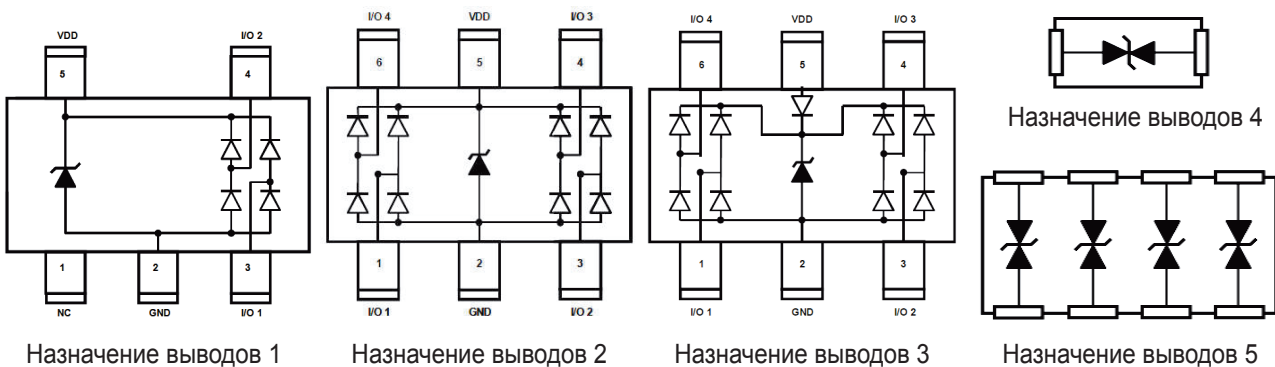 VDD I/O 2
5 4
1 2 3
NC GND I/O 1
Назначение выводов 1
I/O 4 VDD I/O 3
6 5 4
1 2 3
I/O 1 GND I/O 2
Назначение выводов 2
I/O 4 VDD I/O 3
6 5 4
1 2 3
I/O 1 GND I/O 2
Назначение выводов 3
Назначение выводов 4
Назначение выводов 5